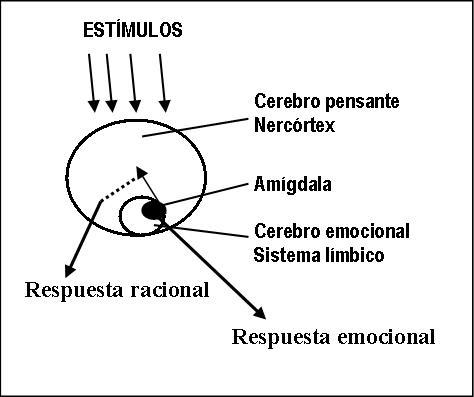 ESTÍMULOS
Cerebro pensante
Nercórtex
Amígdala
Cerebro emocional
Sistema límbico
Respuesta racional
Respuesta emocional